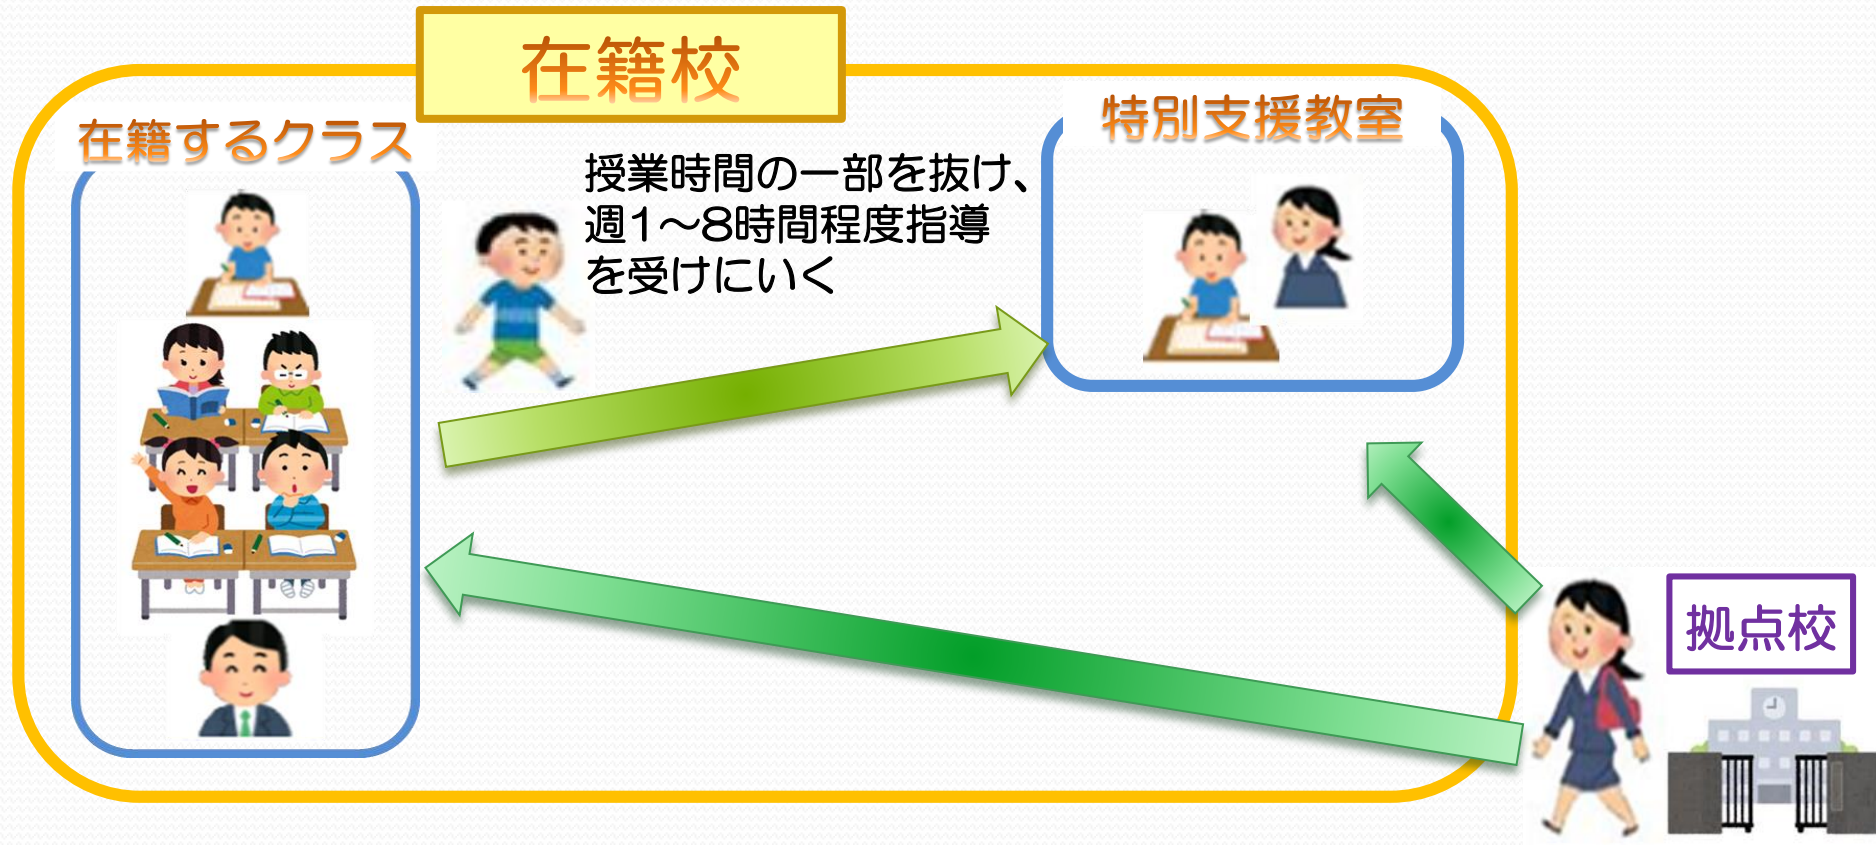 在籍校
在籍するクラス
特別支援教室
授業時間の一部を抜け、
週1～8時間程度指導
を受けにいく
拠点校